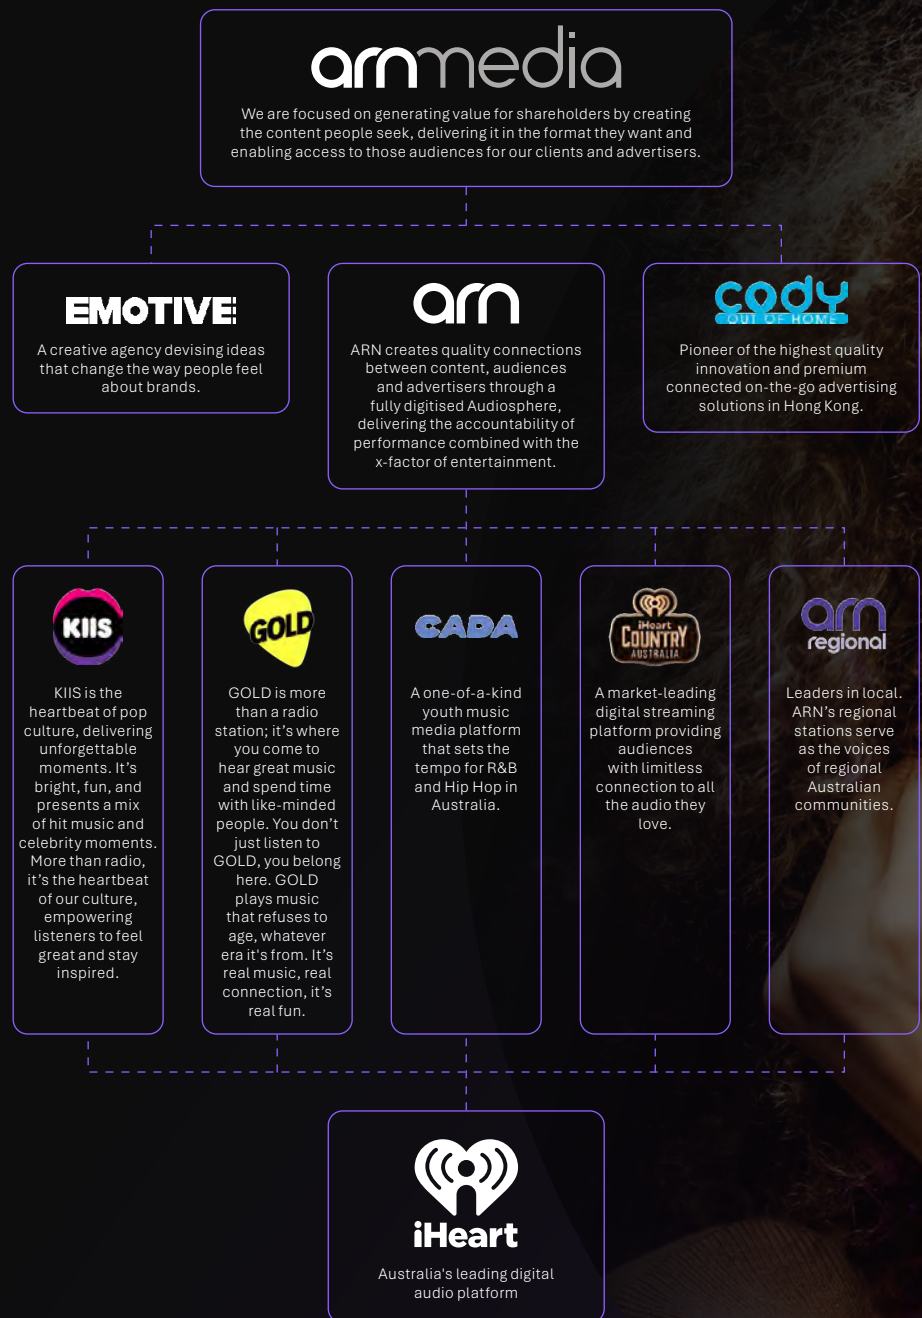 arnmedia
We are focused on generating value for shareholders by creating
the content people seek, delivering it in the format they want and
enabling access to those audiences for our clients and advertisers.
EMOTIVE
A creative agency devising ideas
that change the way people feel
about brands.
arn
ARN creates quality connections
between content, audiences
and advertisers through a
fully digitised Audiosphere,
delivering the accountability of
performance combined with the
x-factor of entertainment.
cody
OUT OF HOME
Pioneer of the highest quality
innovation and premium
connected on-the-go advertising
solutions in Hong Kong.
KIIS
KIIS is the
heartbeat of pop
culture, delivering
unforgettable
moments. It’s
bright, fun, and
presents a mix
of hit music and
celebrity moments.
More than radio,
it’s the heartbeat
of our culture,
empowering
listeners to feel
great and stay
inspired.
GOLD
GOLD is more
than a radio
station; it’s where
you come to
hear great music
and spend time
with like-minded
people. You don’t
just listen to
GOLD, you belong
here. GOLD
plays music
that refuses to
age, whatever
era it's from. It’s
real music, real
connection, it’s
real fun.
CADA
A one-of-a-kind
youth music
media platform
that sets the
tempo for R&B
and Hip Hop in
Australia.
iHeart
COUNTRY
AUSTRALIA
A market-leading
digital streaming
platform providing
audiences
with limitless
connection to all
the audio they
love.
arn
regional
Leaders in local.
ARN’s regional
stations serve
as the voices
of regional
Australian
communities.
iHeart
Australia's leading digital
audio platform